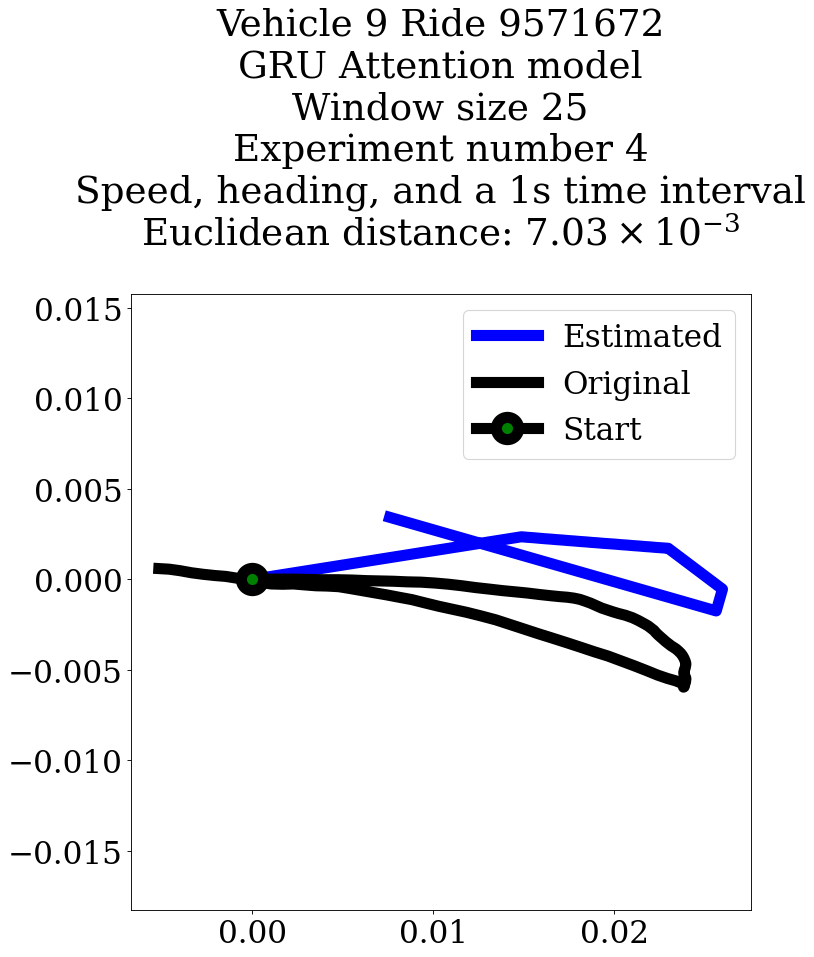 Vehicle 9 Ride 9571672
GRU Attention model
Window size 25
Experiment number 4
Speed, heading, and a 1s time interval
Euclidean distance: 7.03 × 10⁻³
0.015
Estimated
0.010
Original
Start
0.005
0.000
−0.005
−0.010
−0.015
0.00 0.01 0.02